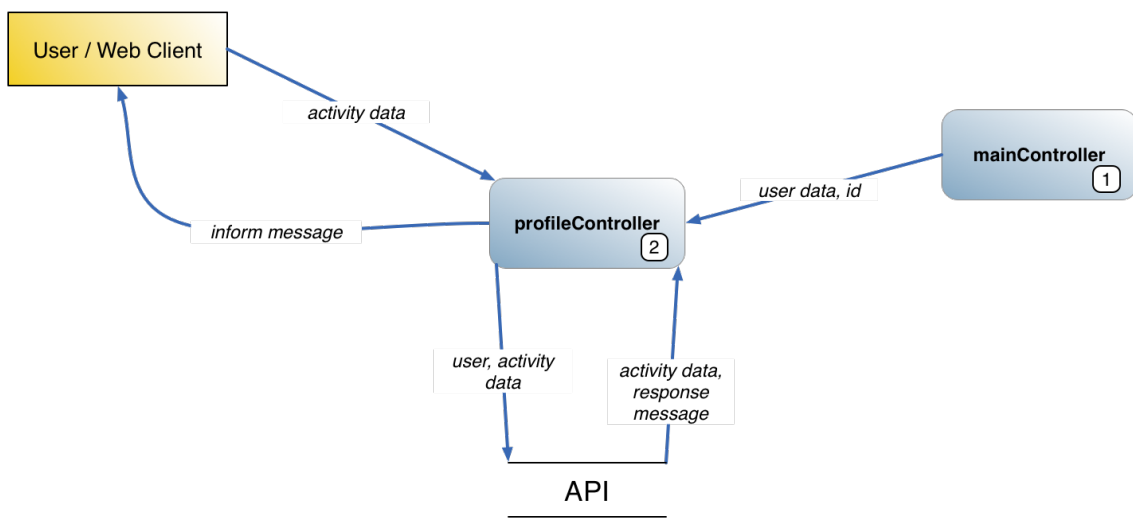 User / Web Client
activity data
mainController
1
user data, id
profileController
2
inform message
user, activity
data
activity data,
response
message
API